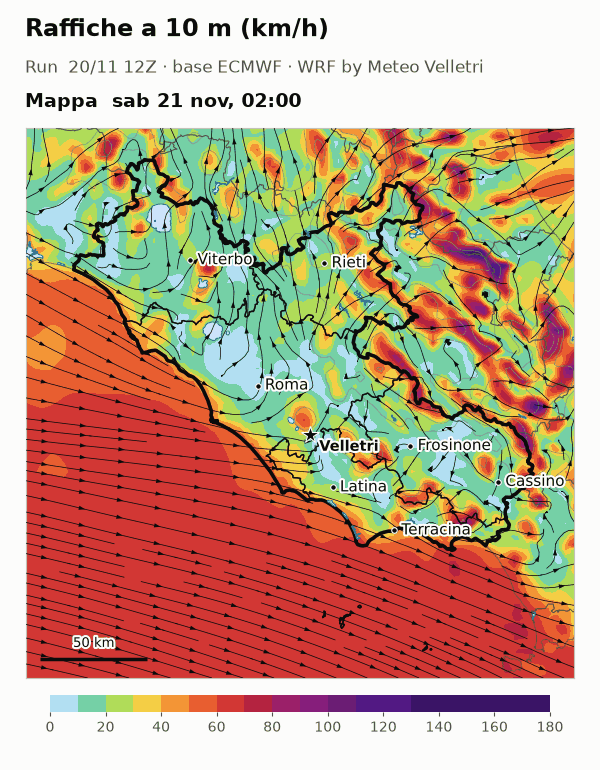 Raffiche a 10 m (km/h)
Run  20/11 12Z · base ECMWF · WRF by Meteo Velletri
Mappa  sab 21 nov, 02:00
Viterbo
Rieti
Roma
Velletri
Frosinone
Latina
Cassino
Terracina
50 km
0 20 40 60 80 100 120 140 160 180